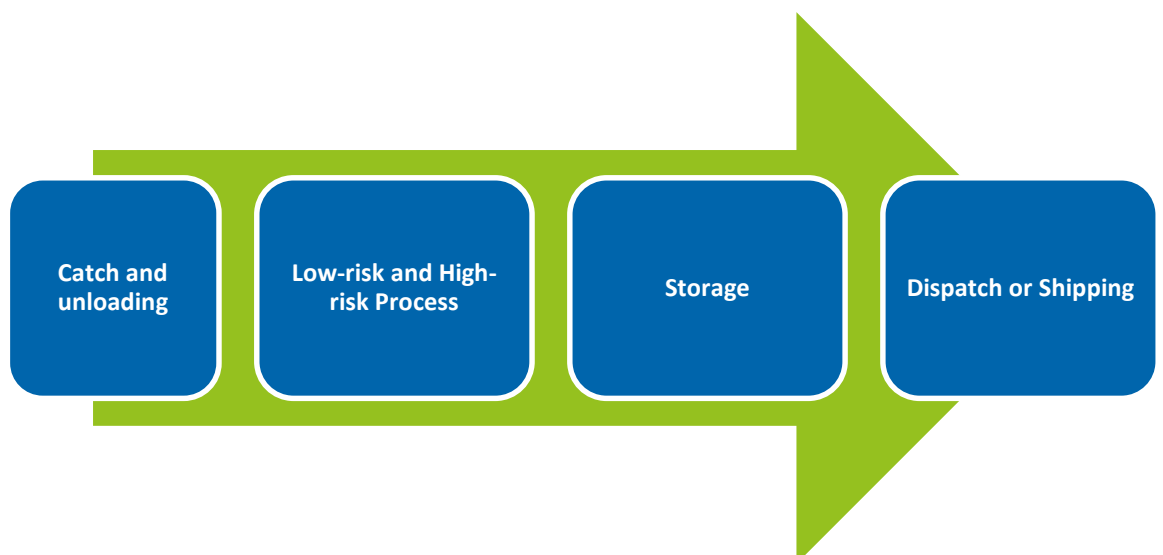 Catch and
unloading
Low-risk and High-
risk Process
Storage
Dispatch or Shipping